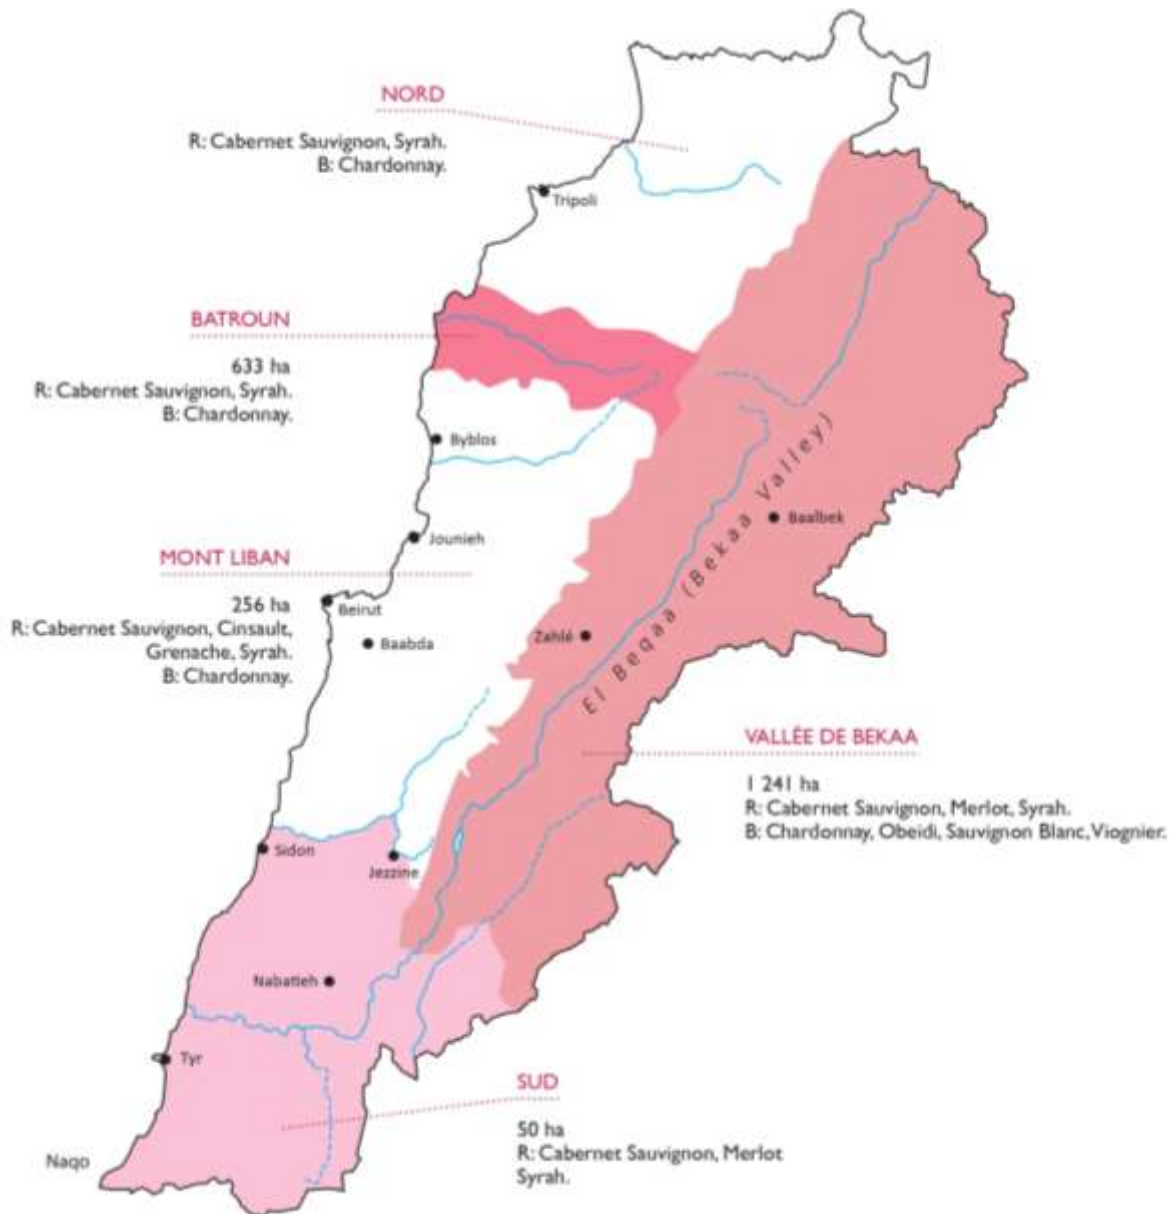 NORD
R: Cabernet Sauvignon, Syrah.
B: Chardonnay.
Tripoli
BATROUN
633 ha
R: Cabernet Sauvignon, Syrah.
B: Chardonnay.
Byblos
Jounieh
MONT LIBAN
256 ha
R: Cabernet Sauvignon, Cinsault,
Grenache, Syrah.
B: Chardonnay.
Beirut
Baabda
Zahlé
Baalbek
El Beqaa (Bekaa Valley)
VALLÉE DE BEKAA
1 241 ha
R: Cabernet Sauvignon, Merlot, Syrah.
B: Chardonnay, Obeidi, Sauvignon Blanc, Viognier.
Sidon
Jezzine
Nabatieh
Tyr
SUD
50 ha
R: Cabernet Sauvignon, Merlot
Syrah.
Naqo